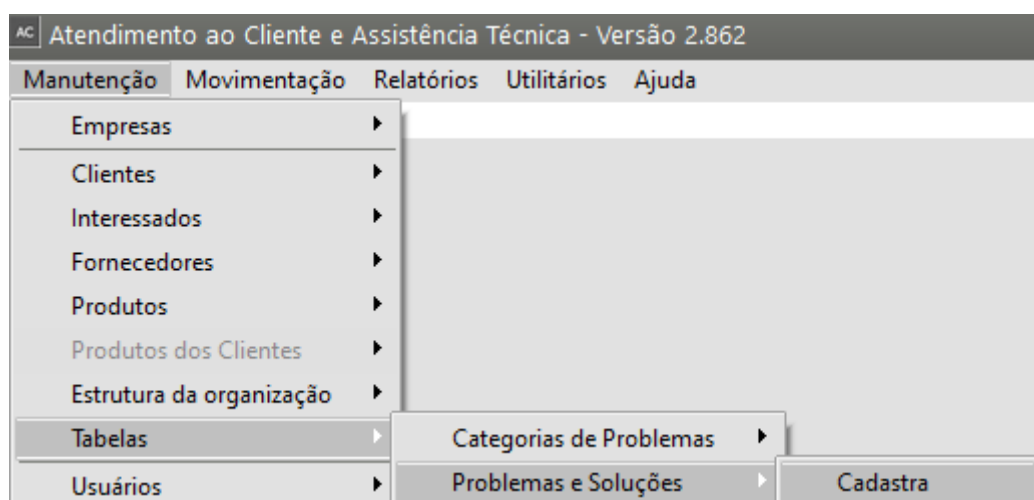 AC Atendimento ao Cliente e Assistência Técnica - Versão 2.862
Manutenção Movimentação Relatórios Utilitários Ajuda
Empresas
Clientes
Interessados
Fornecedores
Produtos
Produtos dos Clientes
Estrutura da organização
Tabelas
Categorias de Problemas
Usuários
Problemas e Soluções
Cadastra